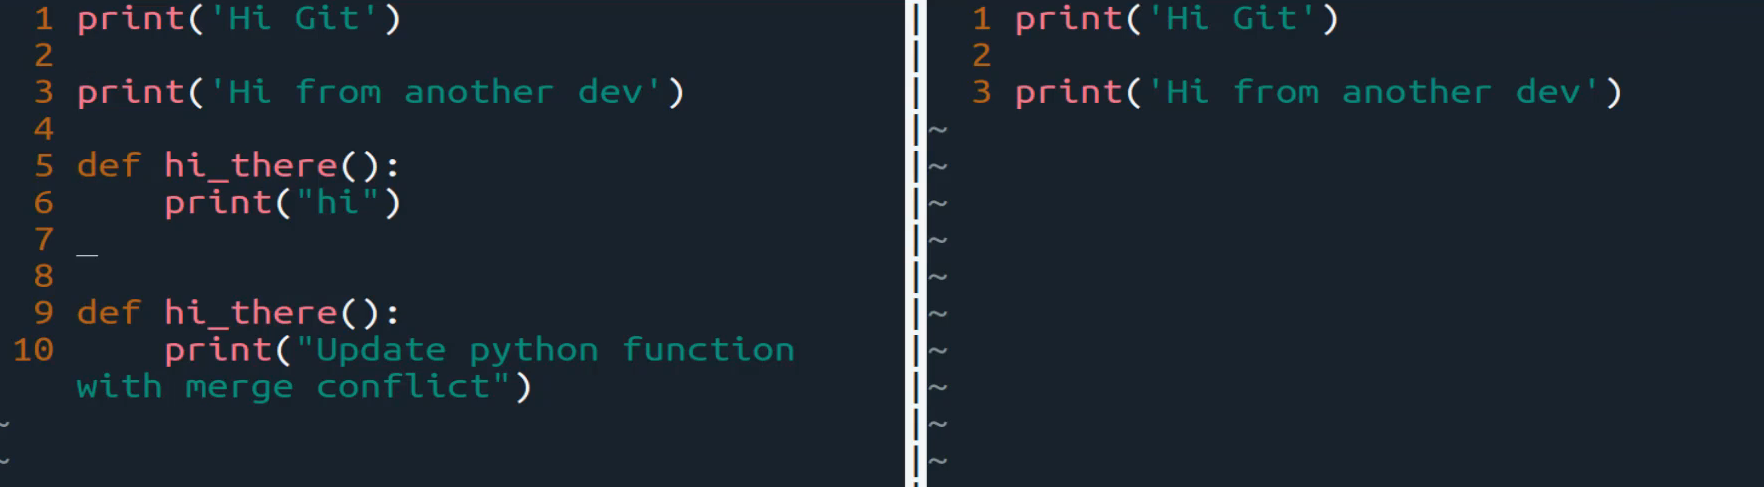 1 print('Hi Git')
2
3 print('Hi from another dev')
4
5 def hi_there():
6     print("hi")
7 _
8
9 def hi_there():
10     print("Update python function
with merge conflict")
~
~
1 print('Hi Git')
2
3 print('Hi from another dev')
~
~
~
~
~
~
~
~
~
~